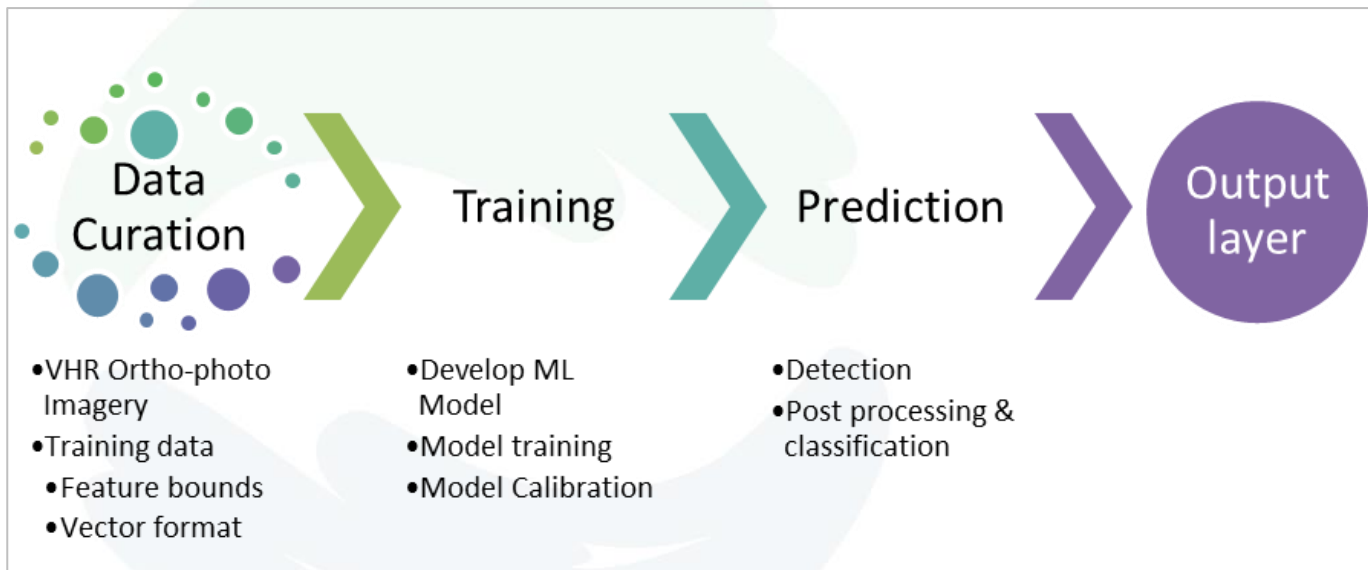 Data
Curation
Training
Prediction
Output
layer
•VHR Ortho-photo
Imagery
•Training data
•Feature bounds
•Vector format
•Develop ML
Model
•Model training
•Model Calibration
•Detection
•Post processing &
classification